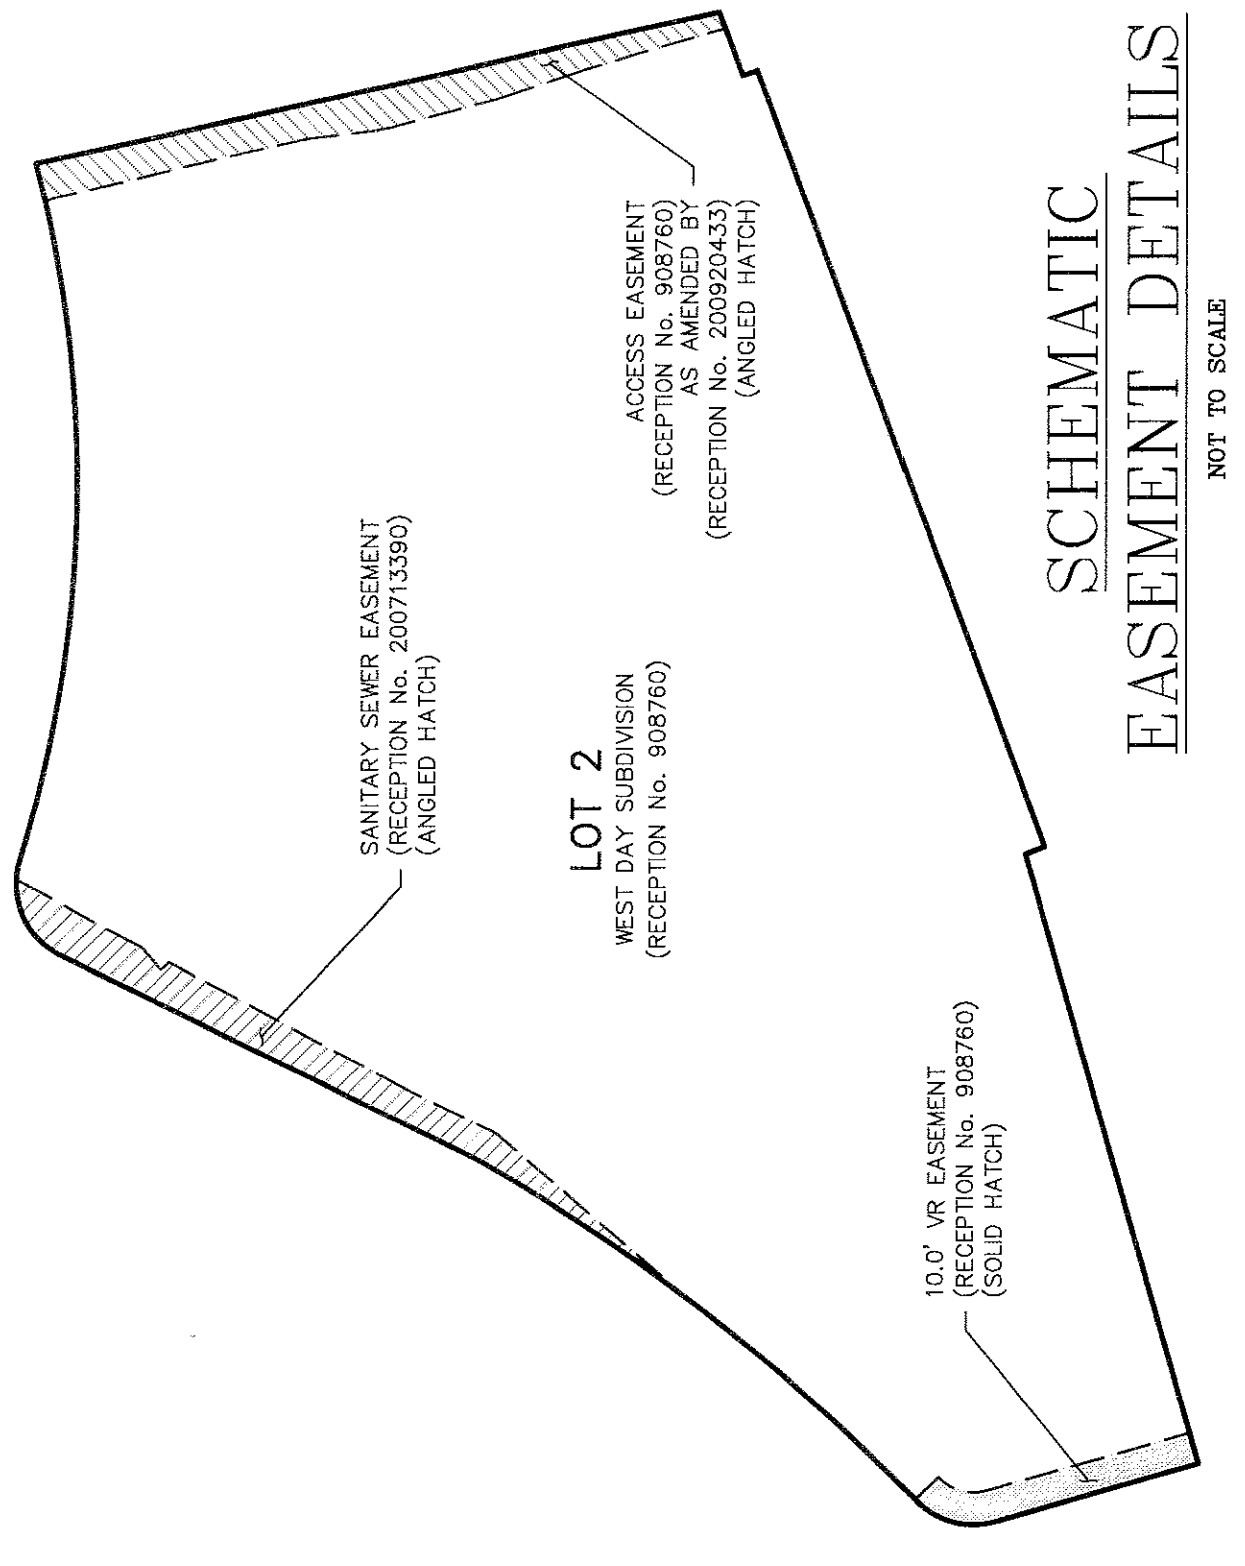 SANITARY SEWER EASEMENT
(RECEPTION No. 200713390)
(ANGLED HATCH)
ACCESS EASEMENT
(RECEPTION No. 908760)
AS AMENDED BY
(RECEPTION No. 200920433)
(ANGLED HATCH)
LOT 2
WEST DAY SUBDIVISION
(RECEPTION No. 908760)
10.0' VR EASEMENT
(RECEPTION No. 908760)
(SOLID HATCH)
SCHEMATIC
EASEMENT DETAILS
NOT TO SCALE